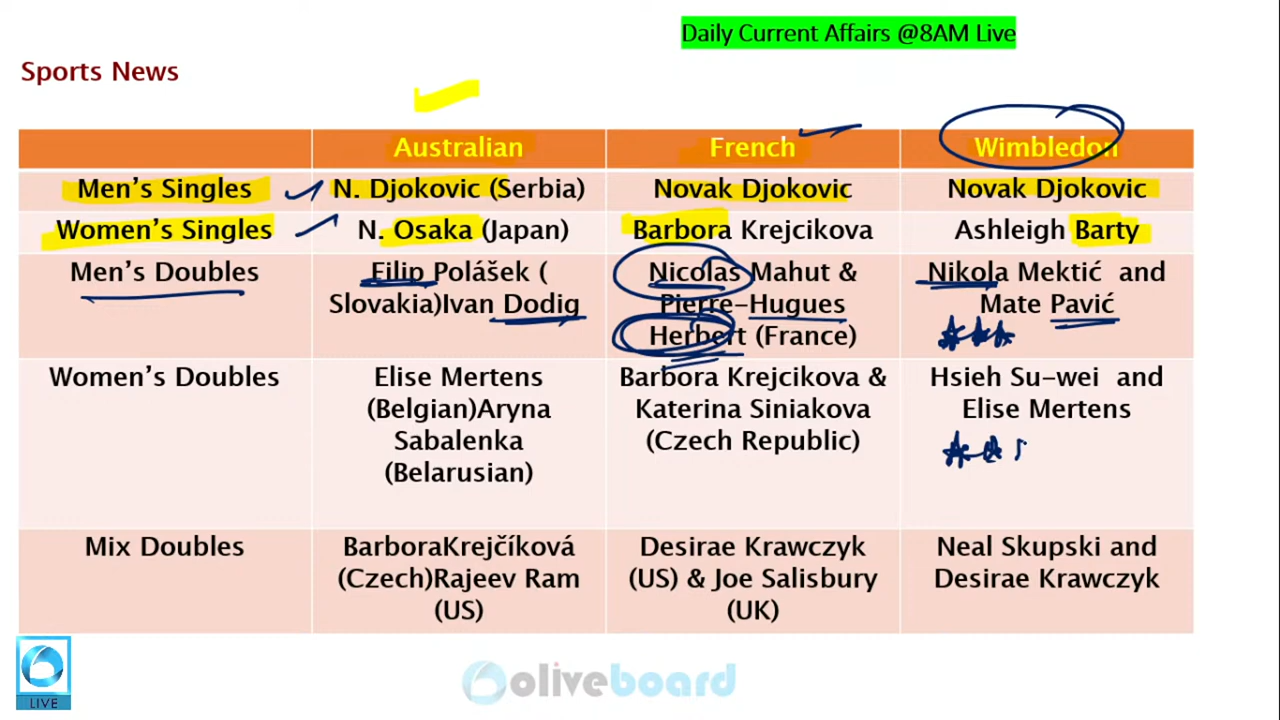 Daily Current Affairs @8AM Live
Sports News
Australian French Wimbledon
Men's Singles N. Djokovic (Serbia) Novak Djokovic Novak Djokovic
Women's Singles N. Osaka (Japan) Barbora Krejcikova Ashleigh Barty
Men's Doubles Filip Polášek ( Nicolas Mahut & Nikola Mektić and
Slovakia)Ivan Dodig Pierre-Hugues Mate Pavić
Herbert (France)
Women's Doubles Elise Mertens Barbora Krejcikova & Hsieh Su-wei and
(Belgian)Aryna Katerina Siniakova Elise Mertens
Sabalenka (Czech Republic)
(Belarusian)
Mix Doubles BarboraKrejčíková Desirae Krawczyk Neal Skupski and
(Czech)Rajeev Ram (US) & Joe Salisbury Desirae Krawczyk
(US) (UK)
LIVE
oliveboard